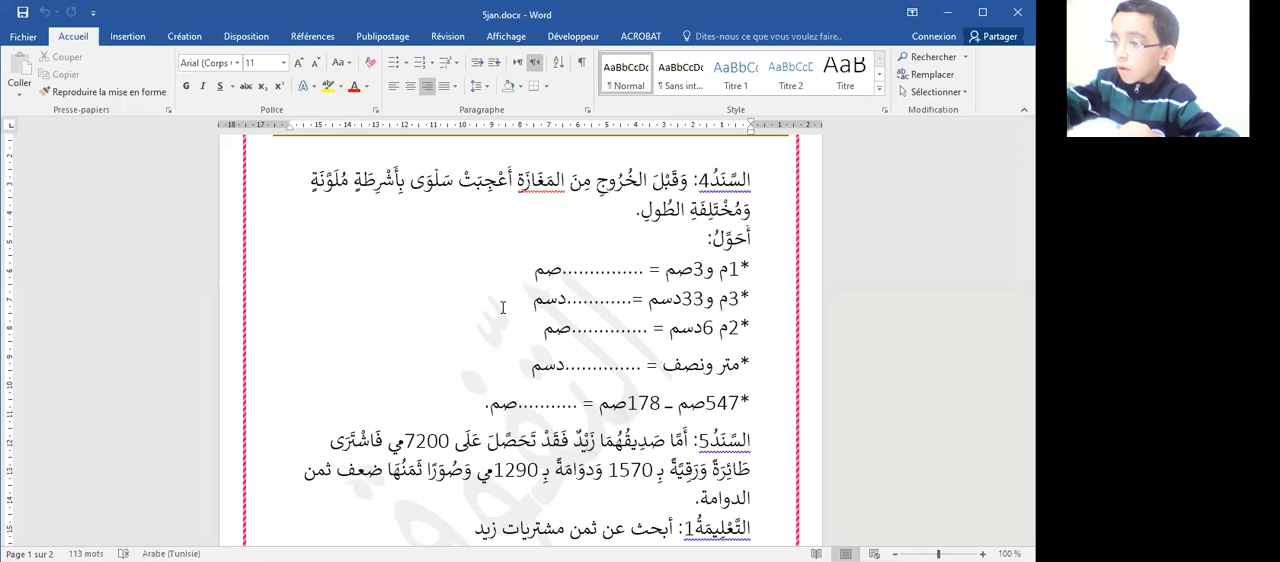 5jan.docx - Word
Fichier Accueil Insertion Création Disposition Références Publipostage Révision Affichage Développeur ACROBAT Dites-nous ce que vous voulez faire.. Connexion Partager
Coller Couper Copier Reproduire la mise en forme
Arial (Corps 11
AaBbCcDc AaBbCcDc AaBbCc AaBbCcC AaB
¶ Normal ¶ Sans int... Titre 1 Titre 2 Titre
Rechercher
Remplacer
Sélectionner
Presse-papiers Police Paragraphe Style Modification
السَّنَدُ4: وَقَبْلَ الخُرُوجِ مِنَ المَغَازَةِ أَعْجِبَتْ سَلْوَى بِأَشْرِطَةٍ مُلَوَّنَةٍ
وَمُخْتَلِفَةِ الطُولِ.
أُحَوِّلُ:
*1م و3صم = ...............صم
*3م و33دسم =............دسم
*2م 6دسم = ..............صم
*متر ونصف = ..............دسم
*547صم ــ 178صم = ...........صم.
السَّنَدُ5: أَمَّا صَدِيقُهُمَا زَيْدٌ فَقَدْ تَحَصَّلَ عَلَى 7200مي فَاشْتَرَى
طَائِرَةً وَرَقِيَّةً بِـ 1570 وَدوَامَةً بِـ 1290مي وَصُوَرًا ثَمَنُهَا ضعف ثمن
الدوامة.
التَّعْلِيمَةُ1: أبحث عن ثمن مشتريات زيد
Page 1 sur 2 113 mots Arabe (Tunisie) 100 %